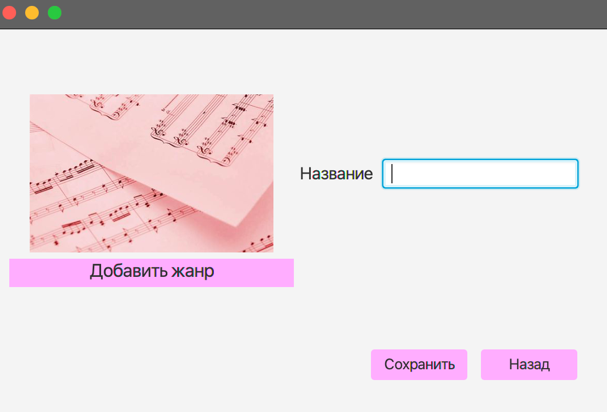 Название
Добавить жанр
Сохранить
Назад